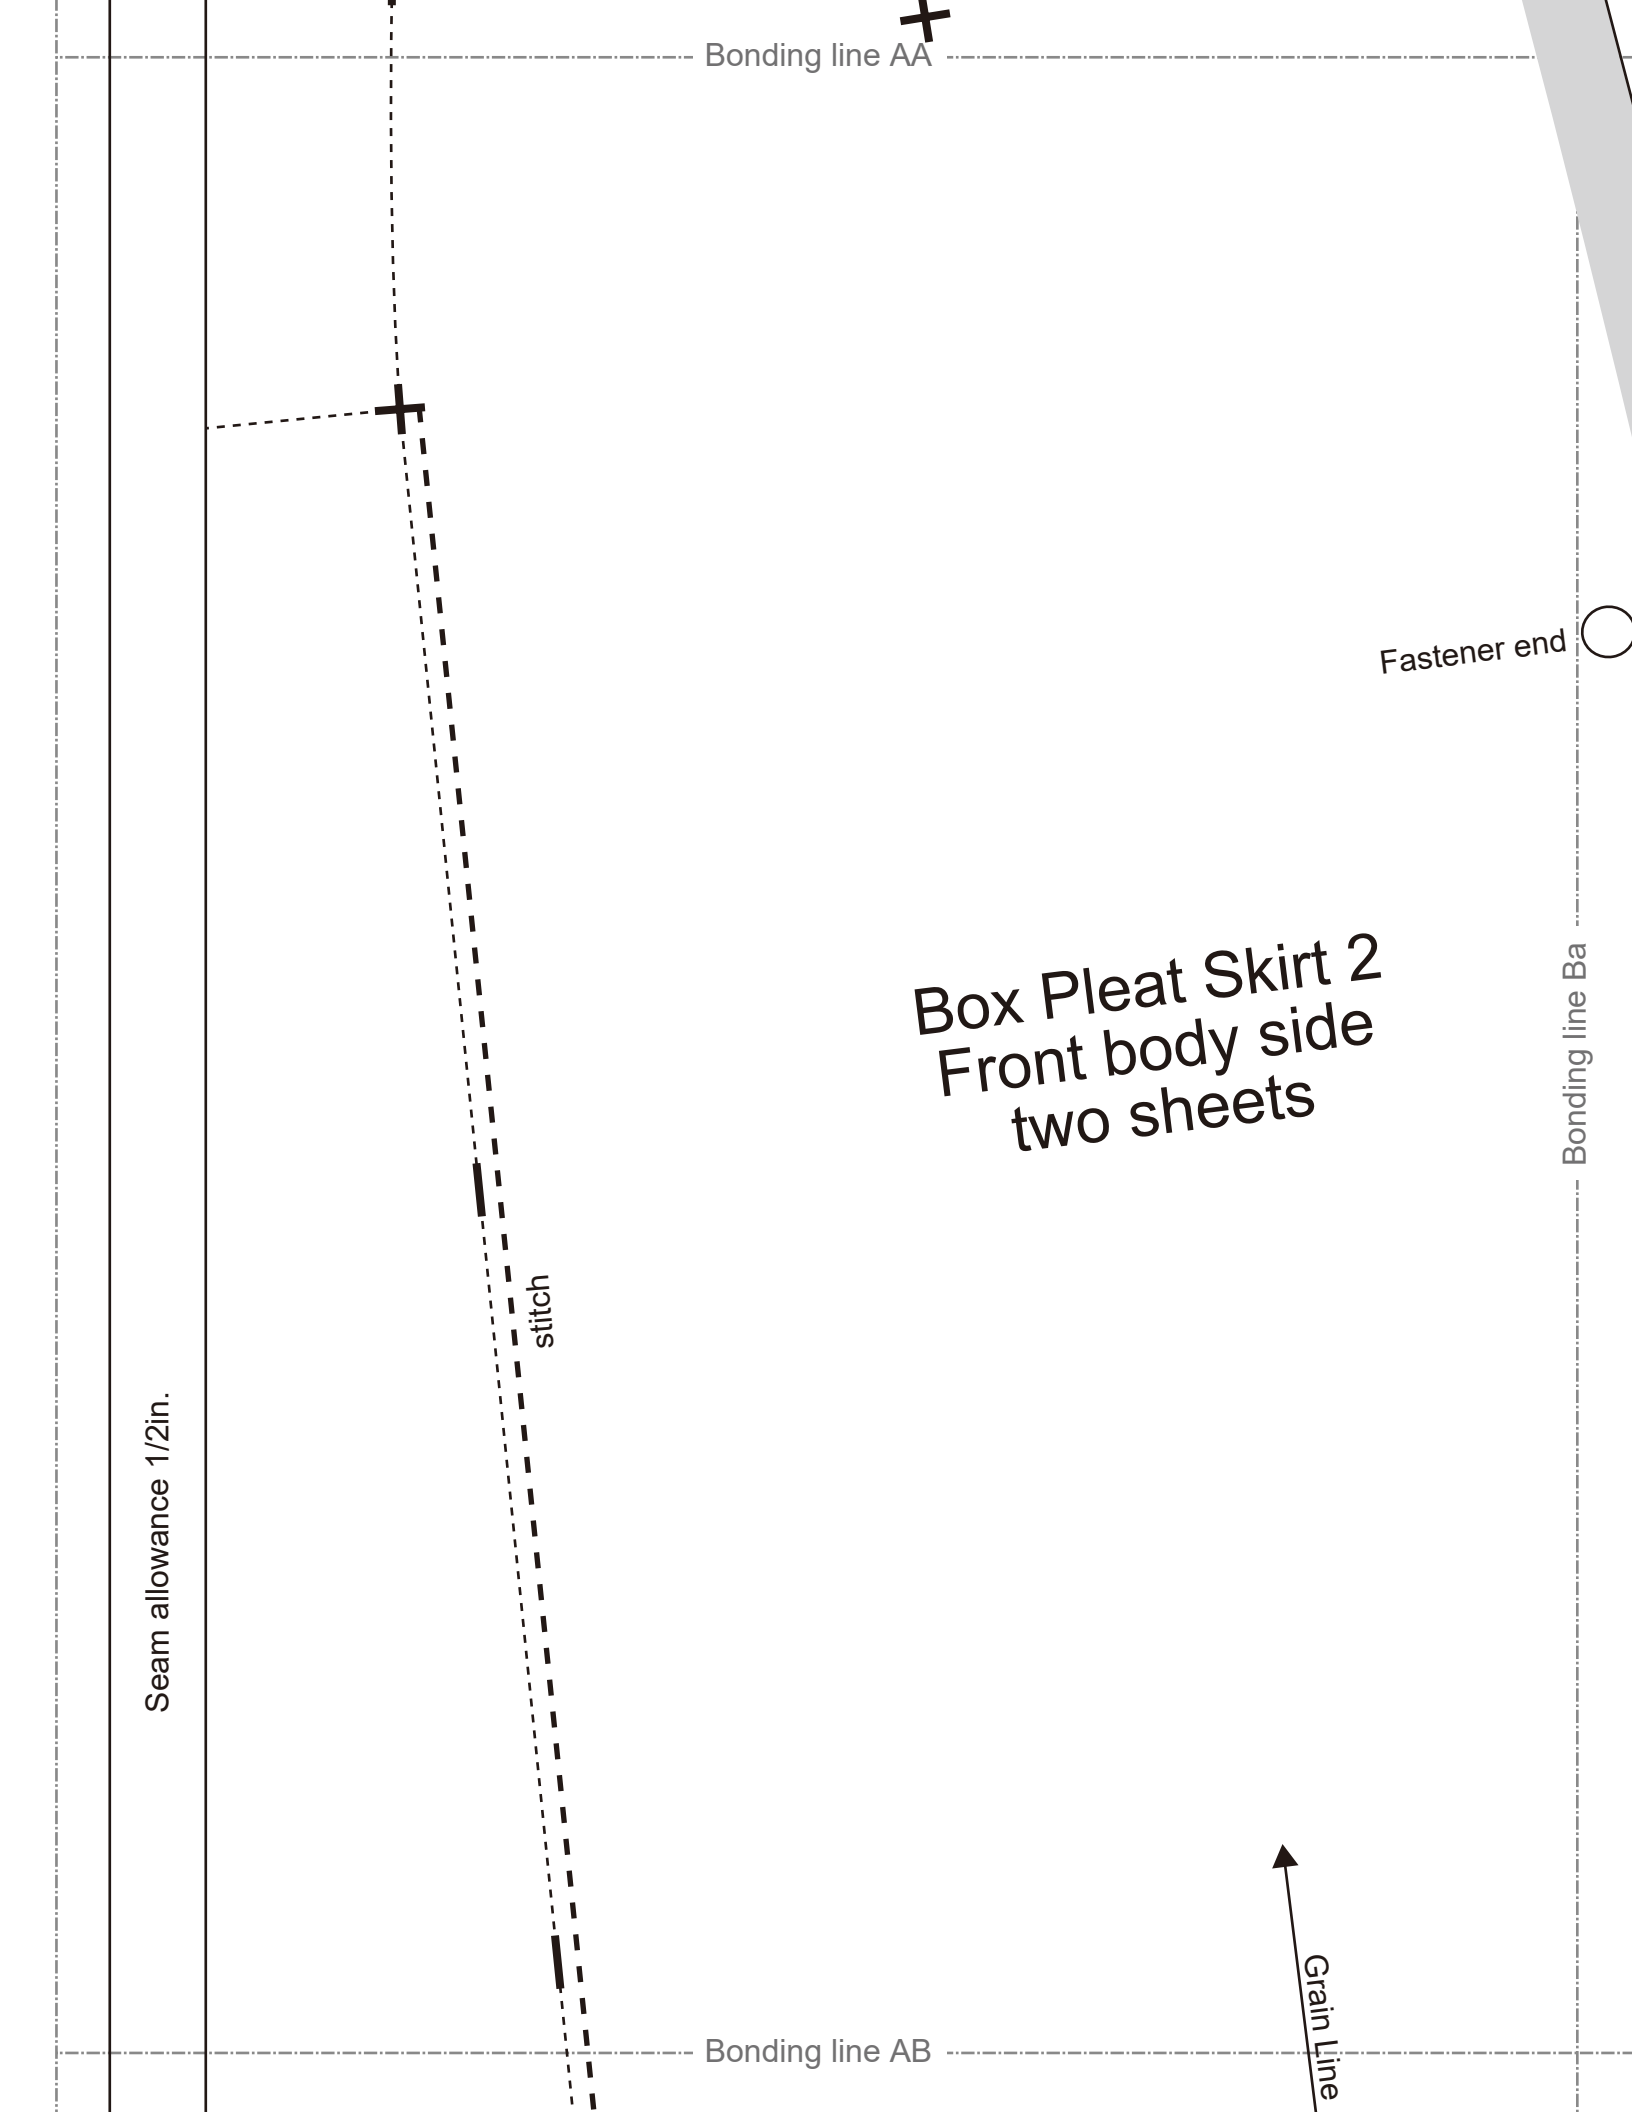 Bonding line AA
Fastener end
Box Pleat Skirt 2
Front body side
two sheets
Bonding line Ba
stitch
Seam allowance 1/2in.
Grain Line
Bonding line AB